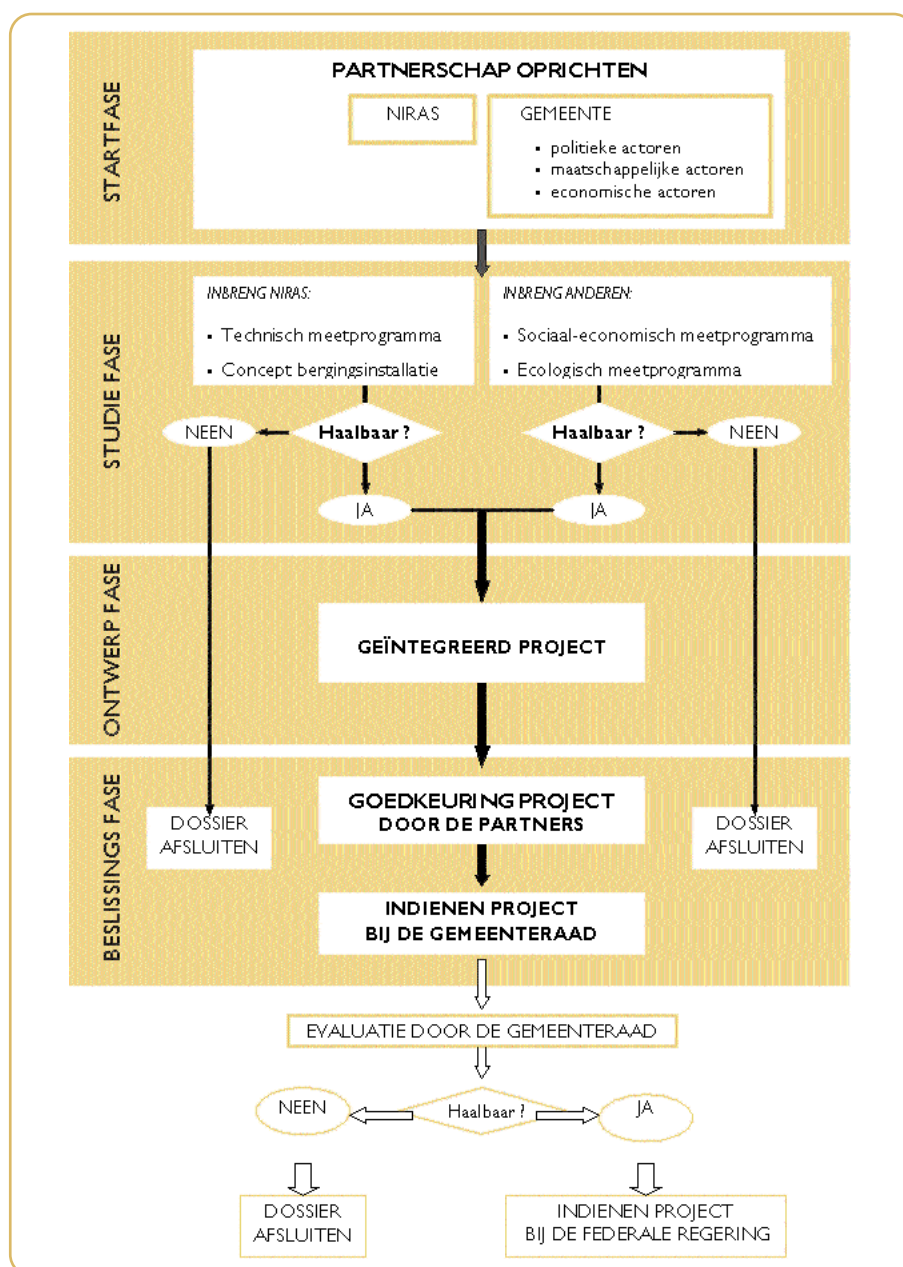 STARTFASE
PARTNERSCHAP OPRICHTEN
NIRAS
GEMEENTE
▪ politieke actoren
▪ maatschappelijke actoren
▪ economische actoren
STUDIE FASE
INBRENG NIRAS:
▪ Technisch meetprogramma
▪ Concept bergingsinstallatie
INBRENG ANDEREN:
▪ Sociaal-economisch meetprogramma
▪ Ecologisch meetprogramma
NEEN
Haalbaar ?
Haalbaar ?
NEEN
JA
JA
ONTWERP FASE
GEÏNTEGREERD PROJECT
BESLISSINGS FASE
GOEDKEURING PROJECT
DOOR DE PARTNERS
DOSSIER
AFSLUITEN
DOSSIER
AFSLUITEN
INDIENEN PROJECT
BIJ DE GEMEENTERAAD
EVALUATIE DOOR DE GEMEENTERAAD
NEEN
Haalbaar ?
JA
DOSSIER
AFSLUITEN
INDIENEN PROJECT
BIJ DE FEDERALE REGERING